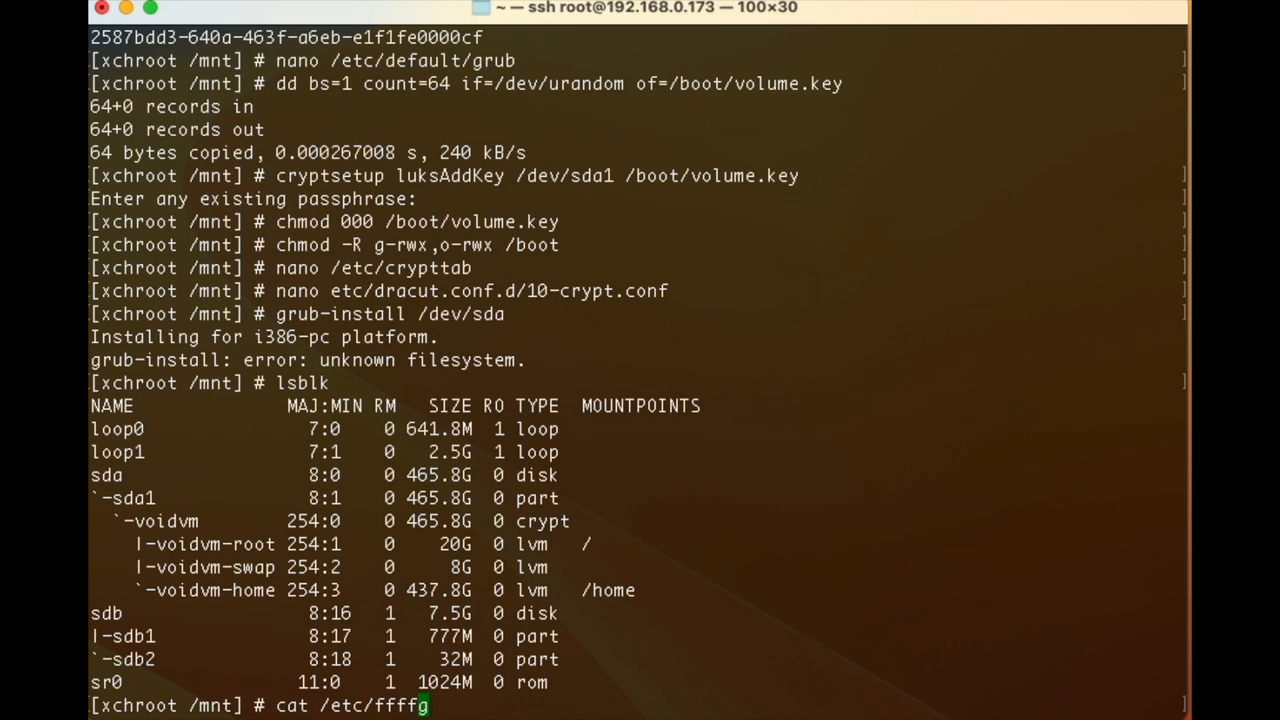 ~ — ssh root@192.168.0.173 — 100×30
2587bdd3-640a-463f-a6eb-e1f1fe0000cf
[xchroot /mnt] # nano /etc/default/grub
[xchroot /mnt] # dd bs=1 count=64 if=/dev/urandom of=/boot/volume.key
64+0 records in
64+0 records out
64 bytes copied, 0.000267008 s, 240 kB/s
[xchroot /mnt] # cryptsetup luksAddKey /dev/sda1 /boot/volume.key
Enter any existing passphrase:
[xchroot /mnt] # chmod 000 /boot/volume.key
[xchroot /mnt] # chmod -R g-rwx,o-rwx /boot
[xchroot /mnt] # nano /etc/crypttab
[xchroot /mnt] # nano etc/dracut.conf.d/10-crypt.conf
[xchroot /mnt] # grub-install /dev/sda
Installing for i386-pc platform.
grub-install: error: unknown filesystem.
[xchroot /mnt] # lsblk
NAME MAJ:MIN RM SIZE RO TYPE MOUNTPOINTS
loop0 7:0 0 641.8M 1 loop
loop1 7:1 0 2.5G 1 loop
sda 8:0 0 465.8G 0 disk
`-sda1 8:1 0 465.8G 0 part
`-voidvm 254:0 0 465.8G 0 crypt
|-voidvm-root 254:1 0 20G 0 lvm /
|-voidvm-swap 254:2 0 8G 0 lvm
`-voidvm-home 254:3 0 437.8G 0 lvm /home
sdb 8:16 1 7.5G 0 disk
|-sdb1 8:17 1 777M 0 part
`-sdb2 8:18 1 32M 0 part
sr0 11:0 1 1024M 0 rom
[xchroot /mnt] # cat /etc/ffffg